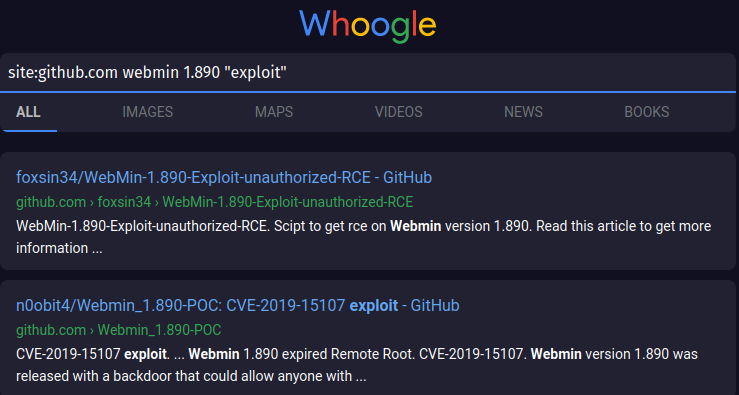 Whoogle
site:github.com webmin 1.890 "exploit"
ALL IMAGES MAPS VIDEOS NEWS BOOKS
foxsin34/WebMin-1.890-Exploit-unauthorized-RCE - GitHub
github.com › foxsin34 › WebMin-1.890-Exploit-unauthorized-RCE
WebMin-1.890-Exploit-unauthorized-RCE. Scipt to get rce on Webmin version 1.890. Read this article to get more
information ...
n0obit4/Webmin_1.890-POC: CVE-2019-15107 exploit - GitHub
github.com › Webmin_1.890-POC
CVE-2019-15107 exploit. ... Webmin 1.890 expired Remote Root. CVE-2019-15107. Webmin version 1.890 was
released with a backdoor that could allow anyone with ...